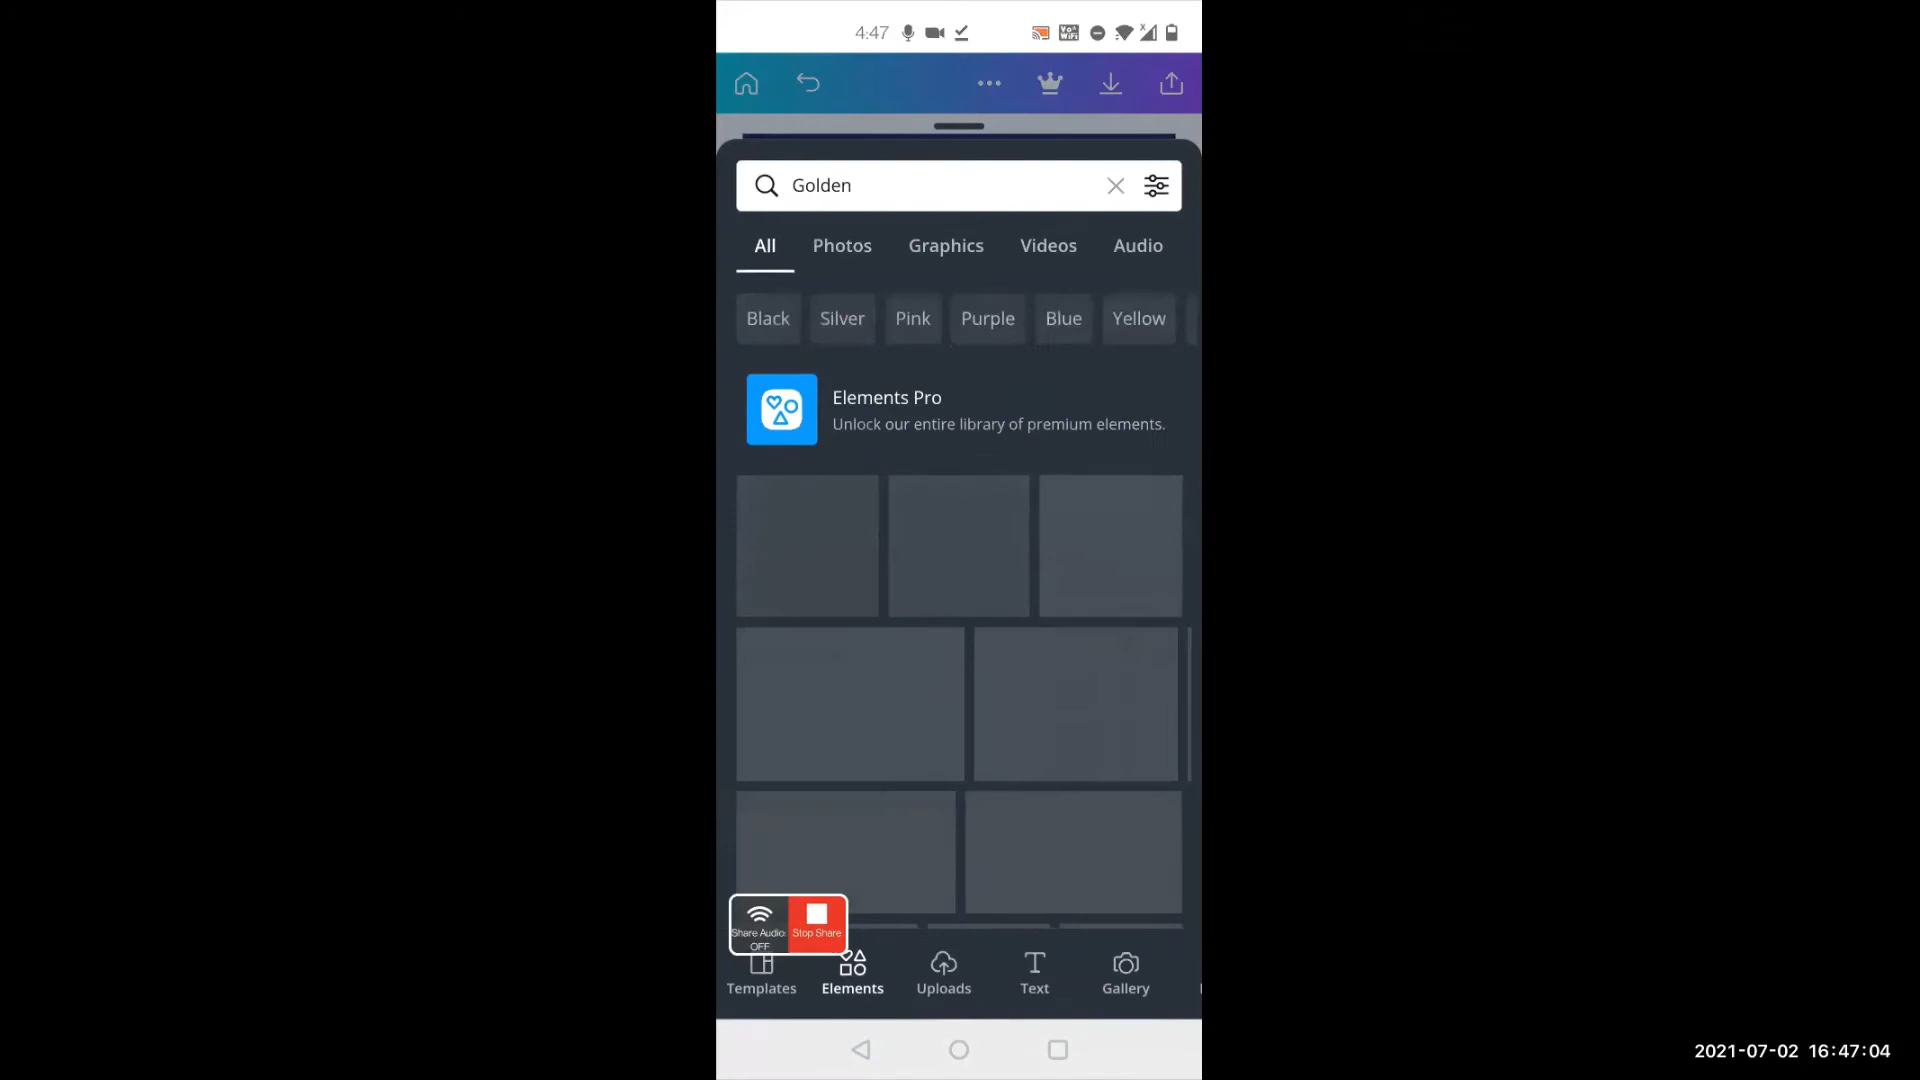 4:47
Vo WiFi
Golden
All Photos Graphics Videos Audio
Black Silver Pink Purple Blue Yellow
Elements Pro
Unlock our entire library of premium elements.
Share Audio Stop Share
OFF
Templates Elements Uploads Text Gallery
2021-07-02 16:47:04